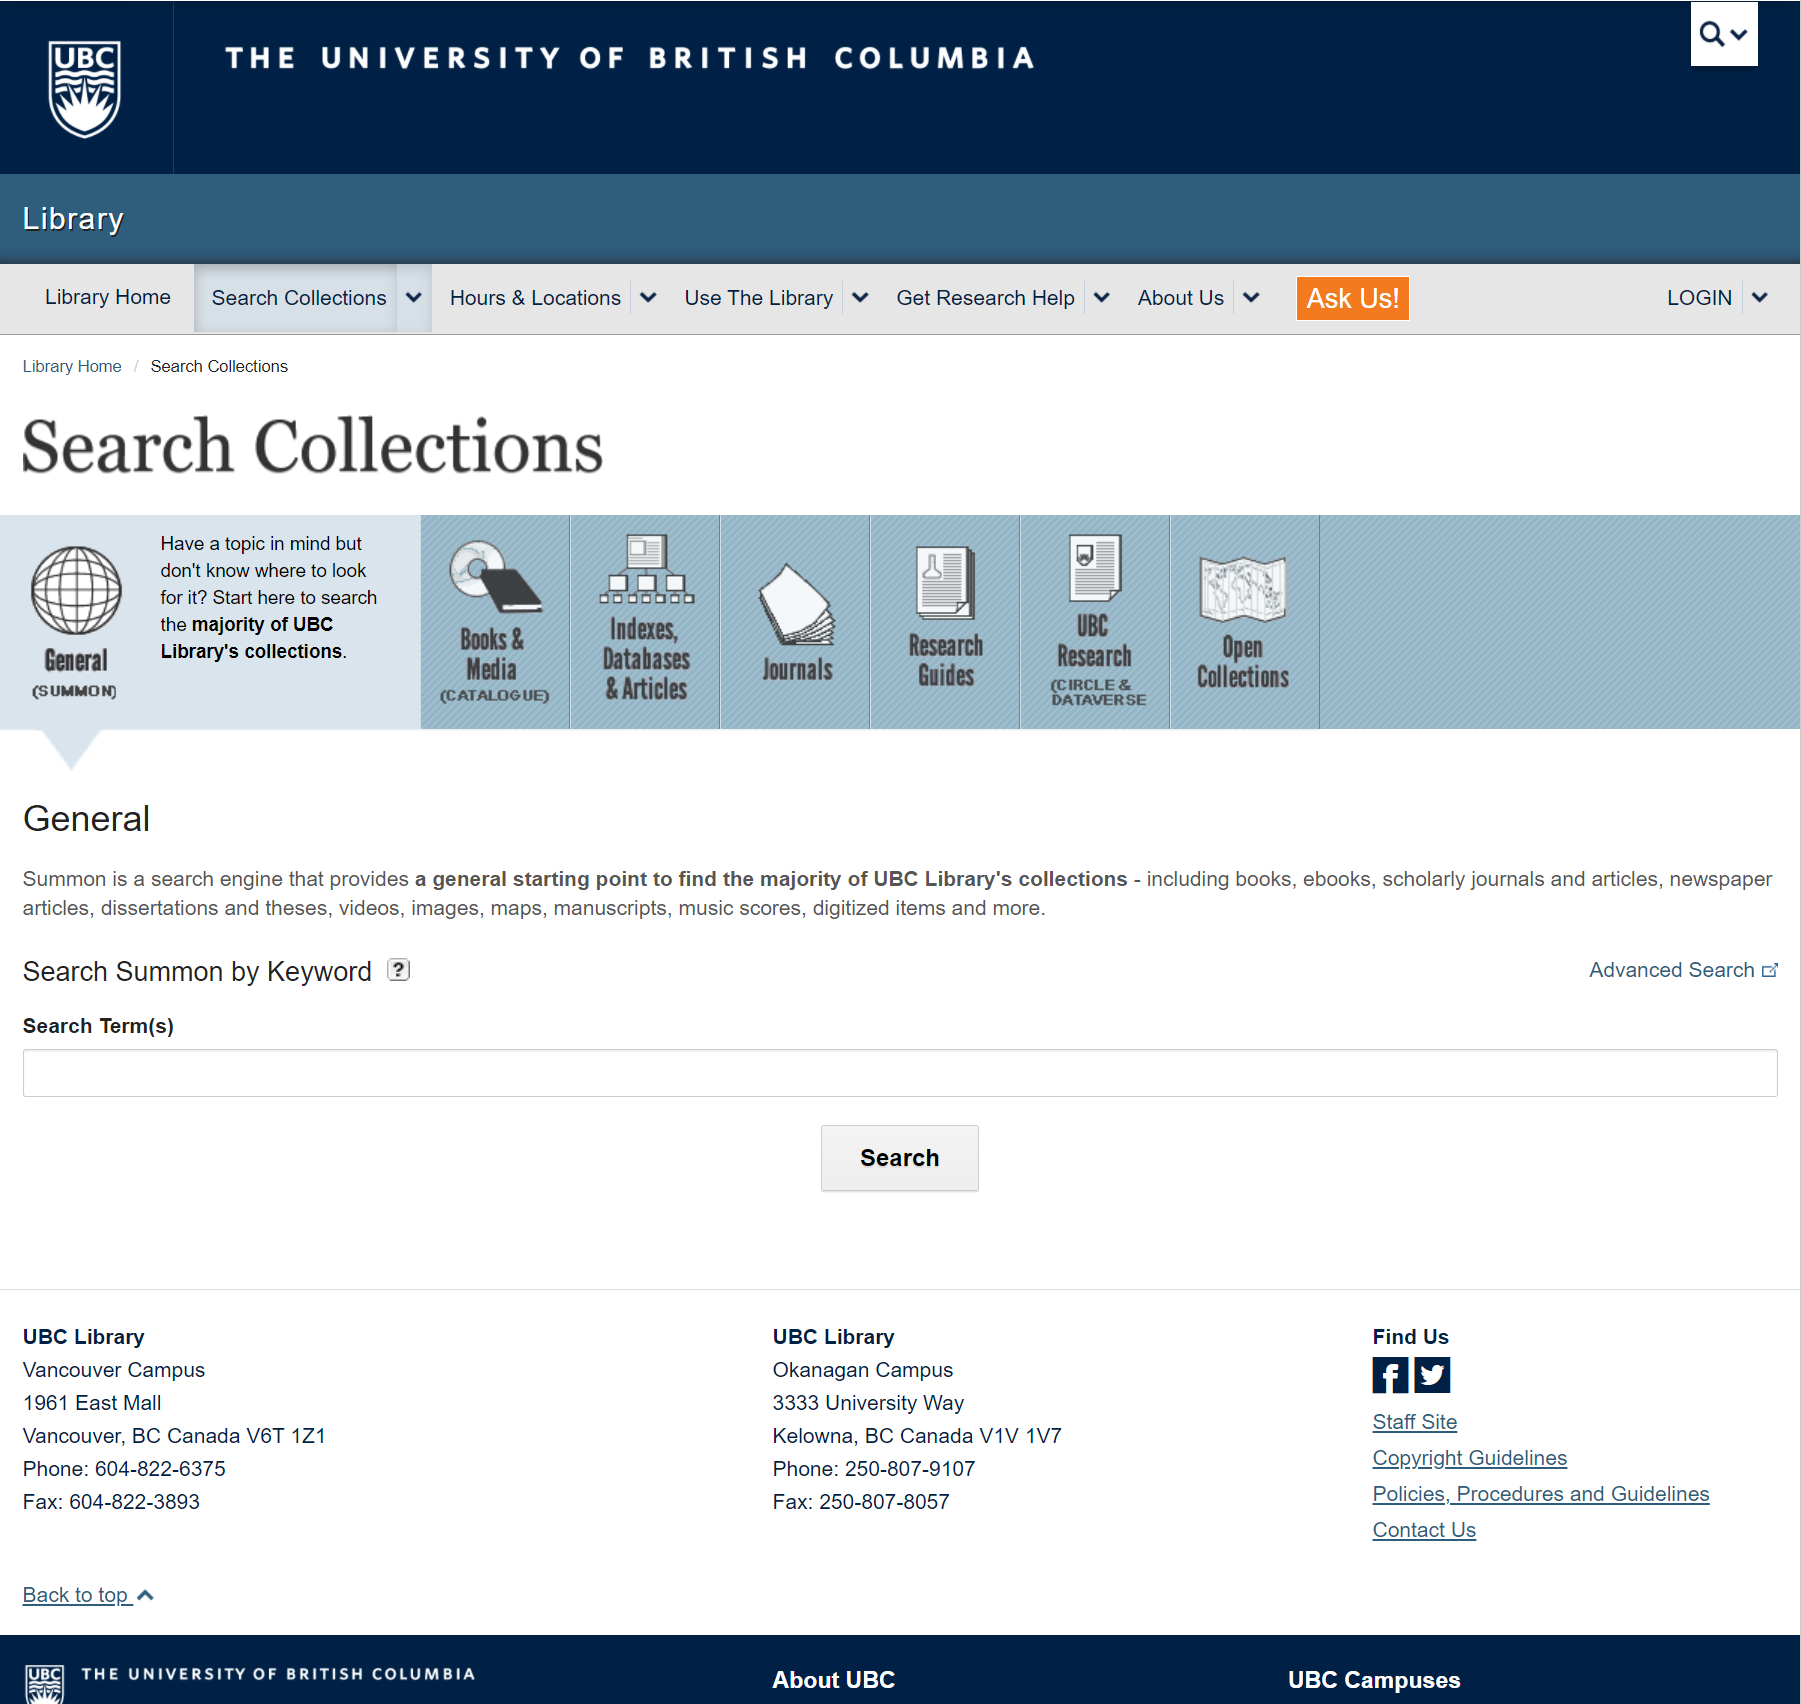 UBC
THE UNIVERSITY OF BRITISH COLUMBIA
Library
Library Home
Search Collections
Hours & Locations
Use The Library
Get Research Help
About Us
Ask Us!
LOGIN
Library Home / Search Collections
Search Collections
General
(SUMMON)
Have a topic in mind but
don't know where to look
for it? Start here to search
the majority of UBC
Library's collections.
Books &
Media
(CATALOGUE)
Indexes,
Databases
& Articles
Journals
Research
Guides
UBC
Research
(CIRCLE &
DATAVERSE
Open
Collections
General
Summon is a search engine that provides a general starting point to find the majority of UBC Library's collections - including books, ebooks, scholarly journals and articles, newspaper
articles, dissertations and theses, videos, images, maps, manuscripts, music scores, digitized items and more.
Search Summon by Keyword ?
Advanced Search
Search Term(s)
Search
UBC Library
Vancouver Campus
1961 East Mall
Vancouver, BC Canada V6T 1Z1
Phone: 604-822-6375
Fax: 604-822-3893
UBC Library
Okanagan Campus
3333 University Way
Kelowna, BC Canada V1V 1V7
Phone: 250-807-9107
Fax: 250-807-8057
Find Us
Staff Site
Copyright Guidelines
Policies, Procedures and Guidelines
Contact Us
Back to top
UBC
THE UNIVERSITY OF BRITISH COLUMBIA
About UBC
UBC Campuses